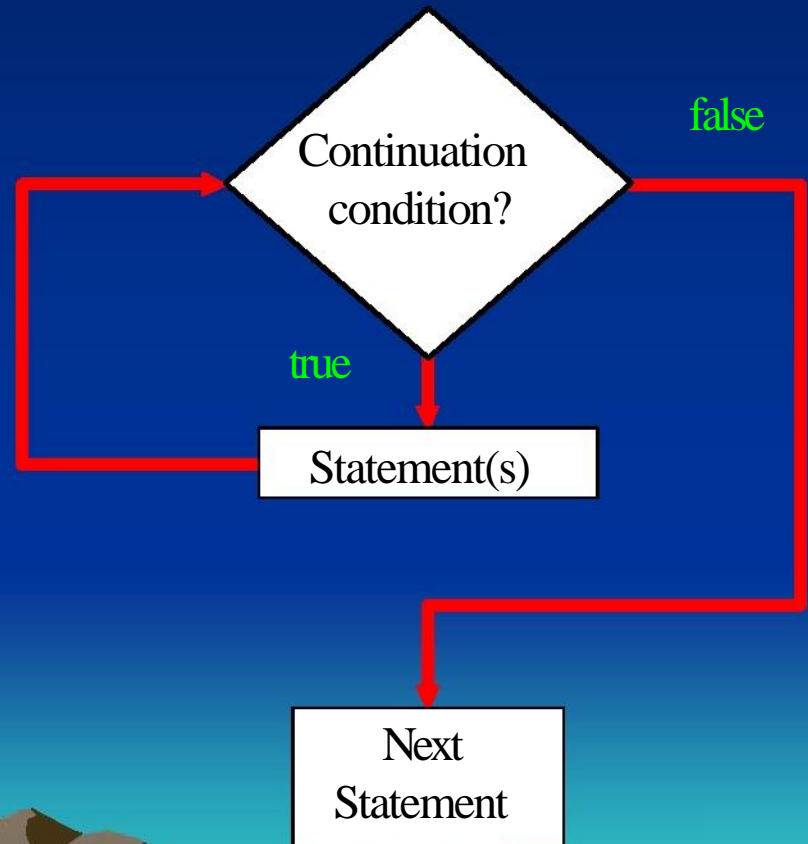 Continuation
condition?
false
true
Statement(s)
Next
Statement